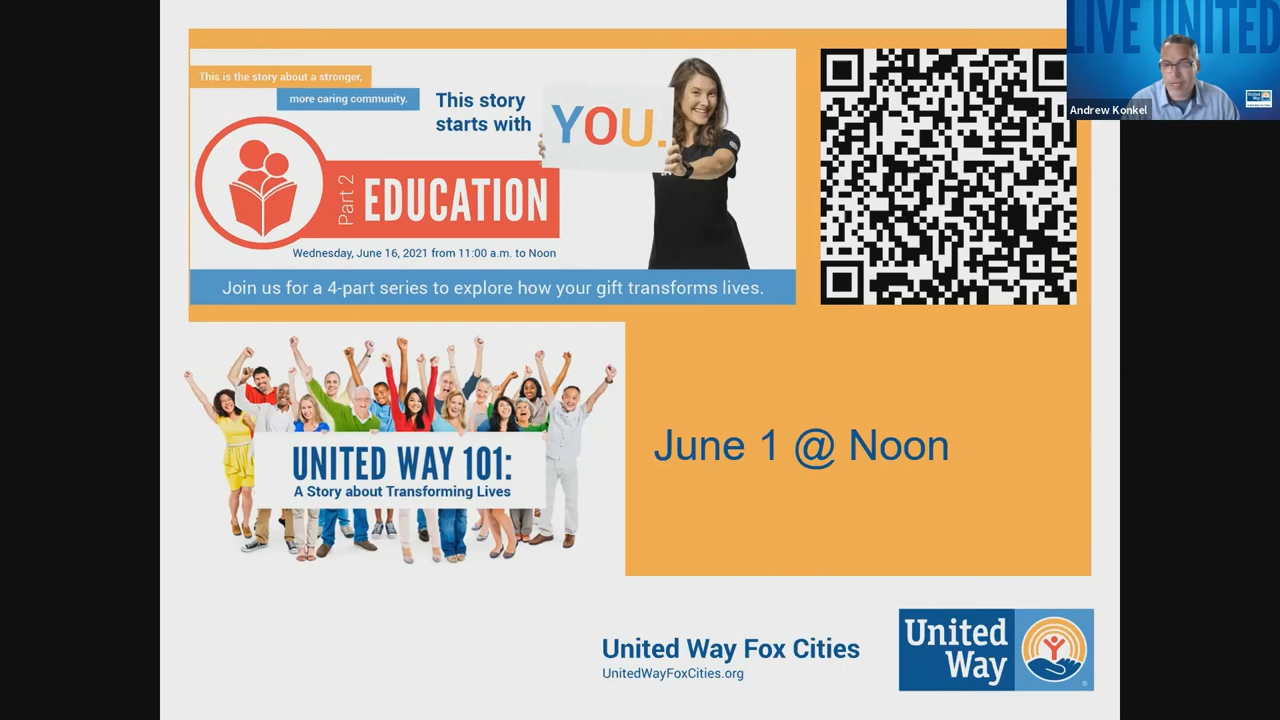 This is the story about a stronger,
more caring community.
This story
starts with
YOU.
Part 2
EDUCATION
Wednesday, June 16, 2021 from 11:00 a.m. to Noon
Join us for a 4-part series to explore how your gift transforms lives.
LIVE UNITED
Andrew Konkel
UNITED WAY 101:
A Story about Transforming Lives
June 1 @ Noon
United Way Fox Cities
UnitedWayFoxCities.org
United
Way